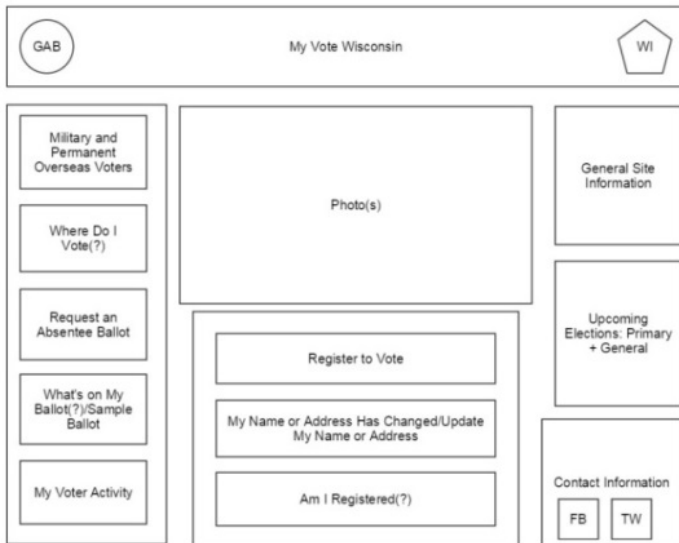 GAB
My Vote Wisconsin
WI
Military and
Permanent
Overseas Voters
Where Do I
Vote(?)
Request an
Absentee Ballot
What's on My
Ballot(?)/Sample
Ballot
My Voter Activity
Photo(s)
Register to Vote
My Name or Address Has Changed/Update
My Name or Address
Am I Registered(?)
General Site
Information
Upcoming
Elections: Primary
+ General
Contact Information
FB
TW